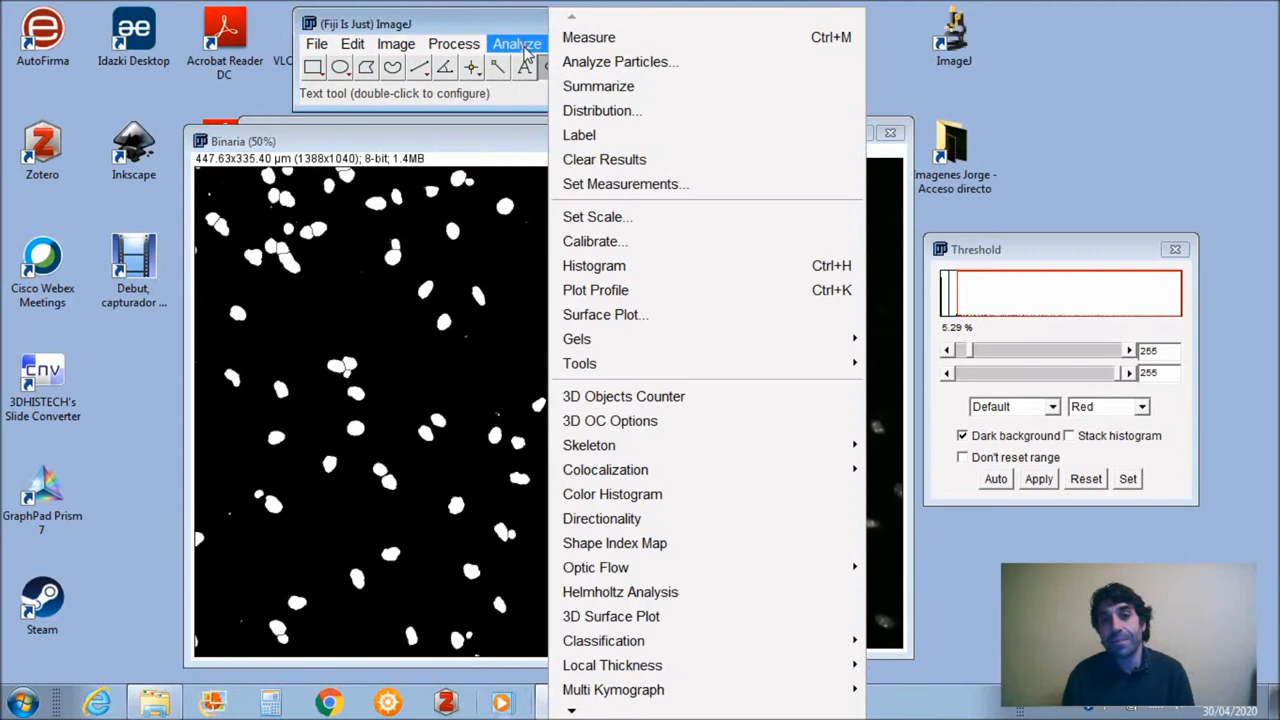 (Fiji Is Just) ImageJ
File Edit Image Process Analyze
Text tool (double-click to configure)
AutoFirma
Idazki Desktop
Acrobat Reader
DC
VLC
Zotero
Inkscape
Cisco Webex
Meetings
Debut,
capturador ...
3DHISTECH's
Slide Converter
GraphPad Prism
7
Steam
ImageJ
Imagenes Jorge -
Acceso directo
Binaria (50%)
447.63x335.40 µm (1388x1040); 8-bit; 1.4MB
Measure Ctrl+M
Analyze Particles...
Summarize
Distribution...
Label
Clear Results
Set Measurements...
Set Scale...
Calibrate...
Histogram Ctrl+H
Plot Profile Ctrl+K
Surface Plot...
Gels
Tools
3D Objects Counter
3D OC Options
Skeleton
Colocalization
Color Histogram
Directionality
Shape Index Map
Optic Flow
Helmholtz Analysis
3D Surface Plot
Classification
Local Thickness
Multi Kymograph
Threshold
5.29 %
255
255
Default Red
Dark background Stack histogram
Don't reset range
Auto Apply Reset Set
cnv
30/04/2020